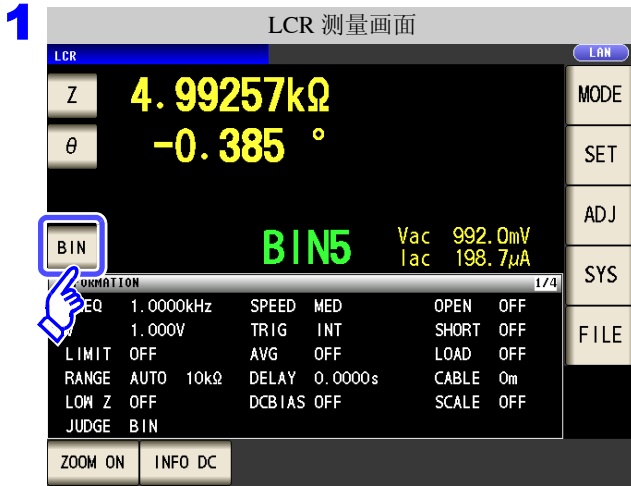 1
LCR 测量画面
LCR LAN
Z 4.99257kΩ MODE
θ -0.385 ° SET
ADJ
BIN BIN5 Vac 992.0mV
Iac 198.7μA SYS
1/4
1.0000kHz SPEED MED OPEN OFF
1.000V TRIG INT SHORT OFF FILE
LIMIT OFF AVG OFF LOAD OFF
RANGE AUTO 10kΩ DELAY 0.0000s CABLE 0m
LOW Z OFF DCBIAS OFF SCALE OFF
JUDGE BIN
ZOOM ON INFO DC